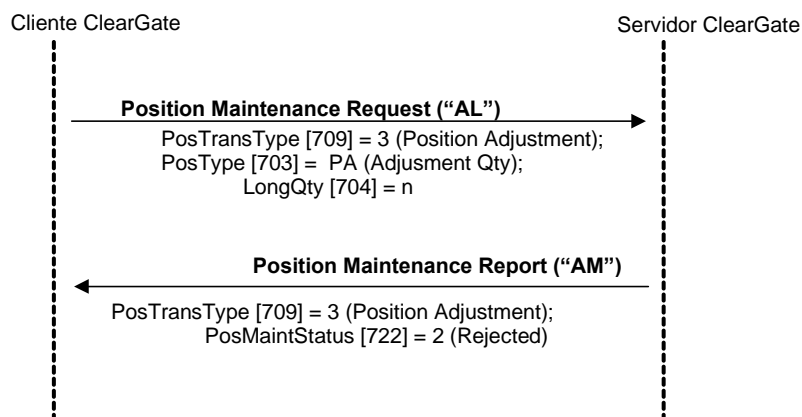 Cliente ClearGate
Servidor ClearGate
Position Maintenance Request (“AL”)
PosTransType [709] = 3 (Position Adjustment);
PosType [703] = PA (Adjusment Qty);
LongQty [704] = n
Position Maintenance Report (“AM”)
PosTransType [709] = 3 (Position Adjustment);
PosMaintStatus [722] = 2 (Rejected)